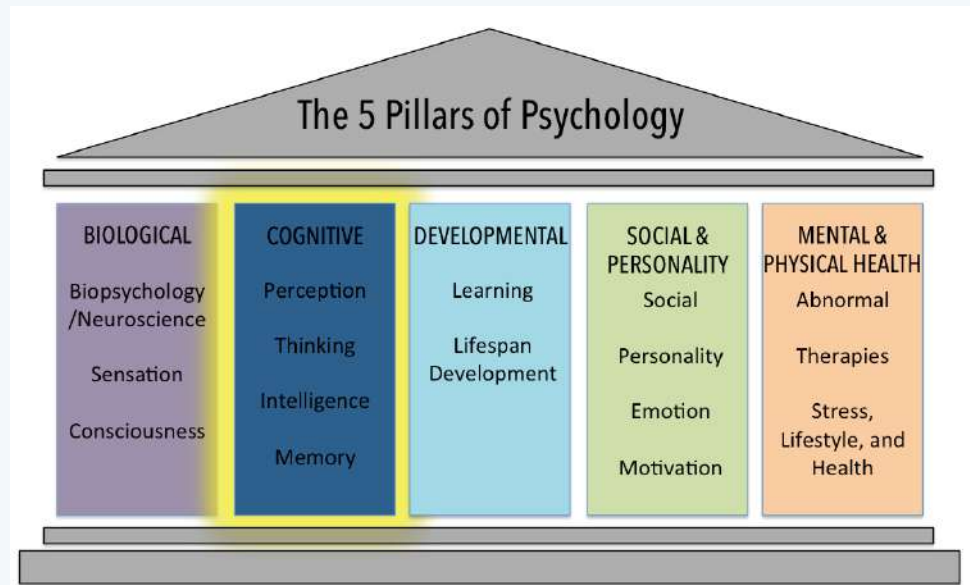 The 5 Pillars of Psychology
BIOLOGICAL
Biopsychology
/Neuroscience
Sensation
Consciousness
COGNITIVE
Perception
Thinking
Intelligence
Memory
DEVELOPMENTAL
Learning
Lifespan
Development
SOCIAL &
PERSONALITY
Social
Personality
Emotion
Motivation
MENTAL &
PHYSICAL HEALTH
Abnormal
Therapies
Stress,
Lifestyle, and
Health